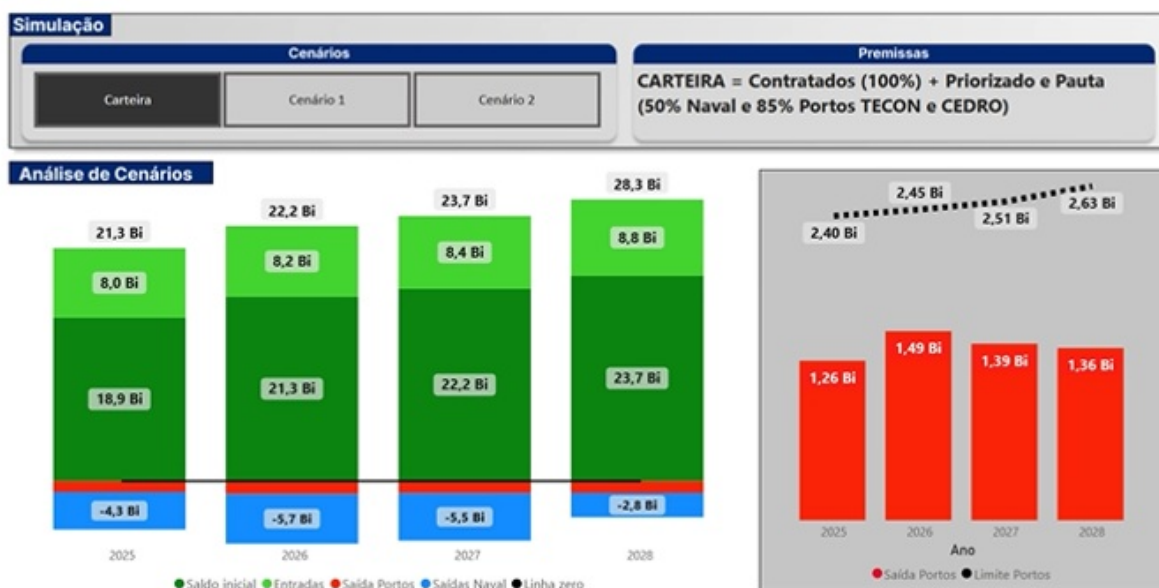 Simulação
Cenários
Carteira
Cenário 1
Cenário 2
Premissas
CARTEIRA = Contratados (100%) + Priorizado e Pauta
(50% Naval e 85% Portos TECON e CEDRO)
Análise de Cenários
21,3 Bi
22,2 Bi
23,7 Bi
28,3 Bi
8,0 Bi
8,2 Bi
8,4 Bi
8,8 Bi
18,9 Bi
21,3 Bi
22,2 Bi
23,7 Bi
-4,3 Bi
-5,7 Bi
-5,5 Bi
-2,8 Bi
2025
2026
2027
2028
Saldo inicial
Entradas
Saída Portos
Saídas Naval
Linha zero
2,40 Bi
2,45 Bi
2,51 Bi
2,63 Bi
1,26 Bi
1,49 Bi
1,39 Bi
1,36 Bi
2025
2026
2027
2028
Ano
Saída Portos
Limite Portos